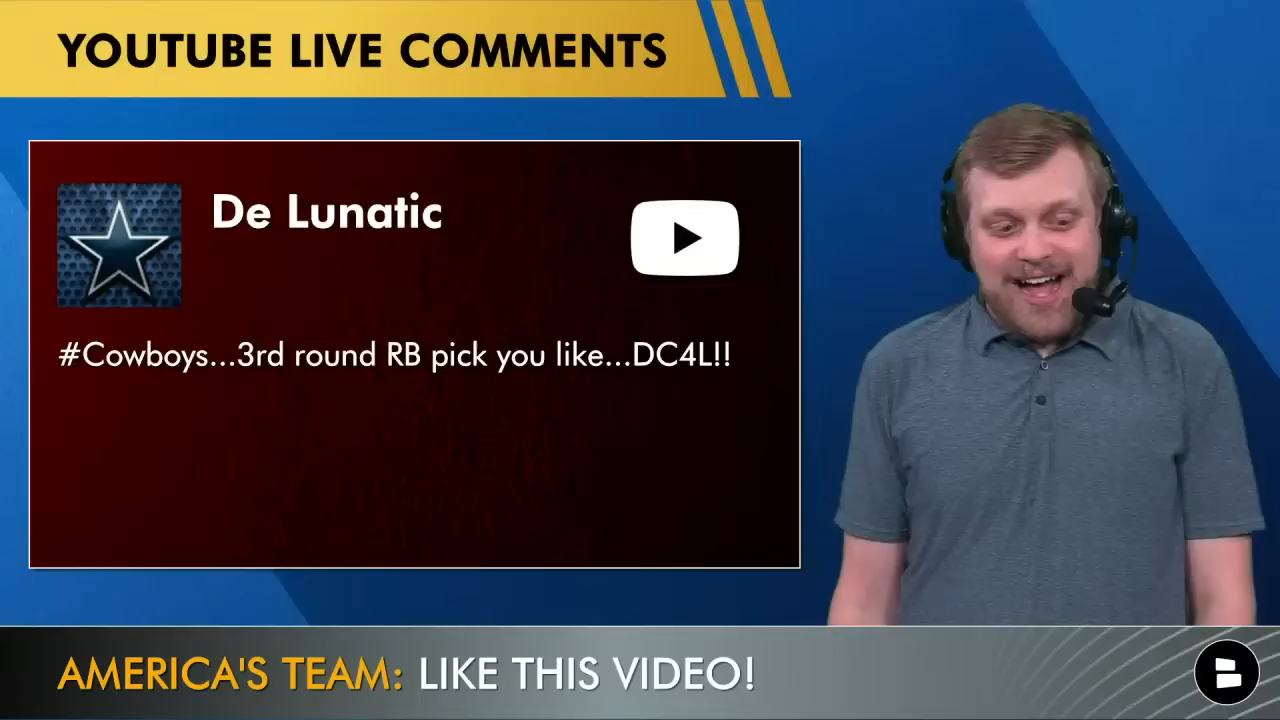 YOUTUBE LIVE COMMENTS
De Lunatic
#Cowboys...3rd round RB pick you like...DC4L!!
AMERICA'S TEAM: LIKE THIS VIDEO!